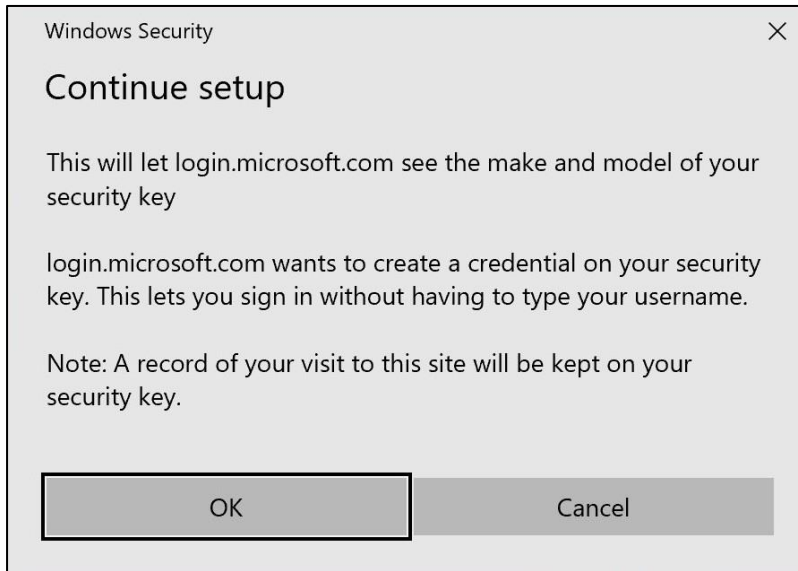 Windows Security
Continue setup
This will let login.microsoft.com see the make and model of your
security key
login.microsoft.com wants to create a credential on your security
key. This lets you sign in without having to type your username.
Note: A record of your visit to this site will be kept on your
security key.
OK
Cancel